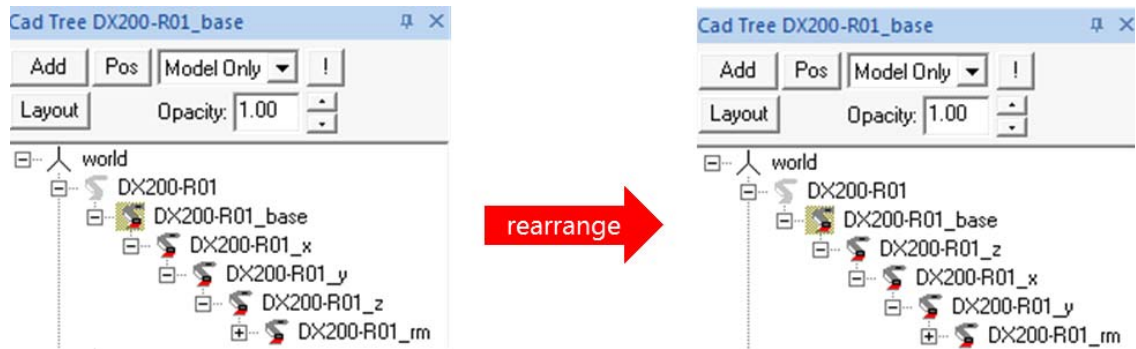 Cad Tree DX200-R01_base
Add Pos Model Only !
Layout Opacity: 1.00
world
DX200-R01
DX200-R01_base
DX200-R01_x
DX200-R01_y
DX200-R01_z
DX200-R01_rm
rearrange
Cad Tree DX200-R01_base
Add Pos Model Only !
Layout Opacity: 1.00
world
DX200-R01
DX200-R01_base
DX200-R01_z
DX200-R01_x
DX200-R01_y
DX200-R01_rm